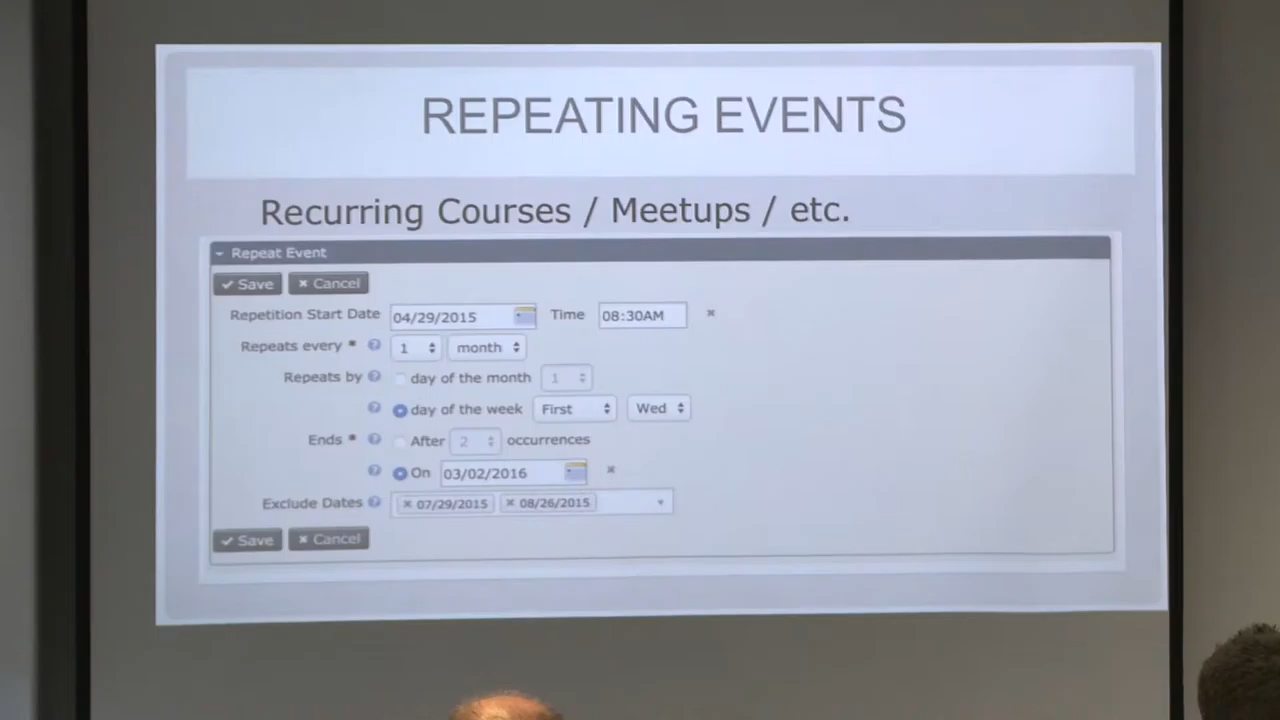 REPEATING EVENTS
Recurring Courses / Meetups / etc.
Repeat Event
Save Cancel
Repetition Start Date 04/29/2015 Time 08:30AM
Repeats every * 1 month
Repeats by day of the month 1
day of the week First Wed
Ends * After 2 occurrences
On 03/02/2016
Exclude Dates 07/29/2015 08/26/2015
Save Cancel